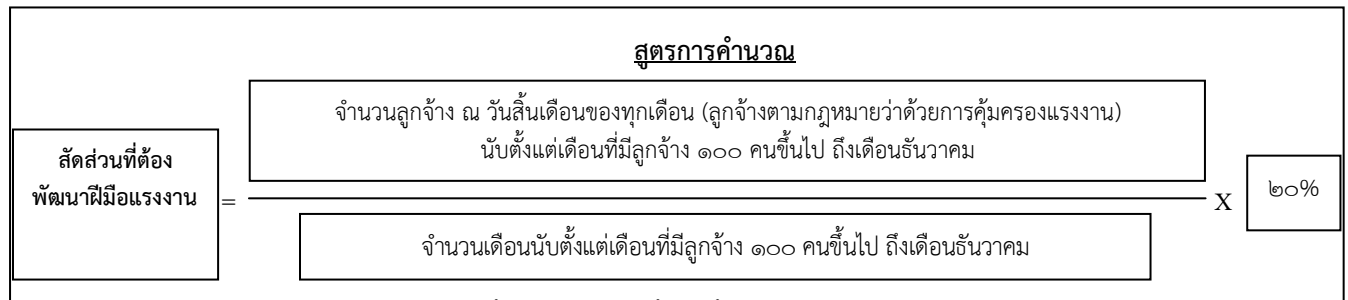 สูตรการคำนวณ
จำนวนลูกจ้าง ณ วันสิ้นเดือนของทุกเดือน (ลูกจ้างตามกฎหมายว่าด้วยการคุ้มครองแรงงาน)
นับตั้งแต่เดือนที่มีลูกจ้าง ๑๐๐ คนขึ้นไป ถึงเดือนธันวาคม
สัดส่วนที่ต้อง
พัฒนาฝีมือแรงงาน
=
X
๒๐%
จำนวนเดือนนับตั้งแต่เดือนที่มีลูกจ้าง ๑๐๐ คนขึ้นไป ถึงเดือนธันวาคม